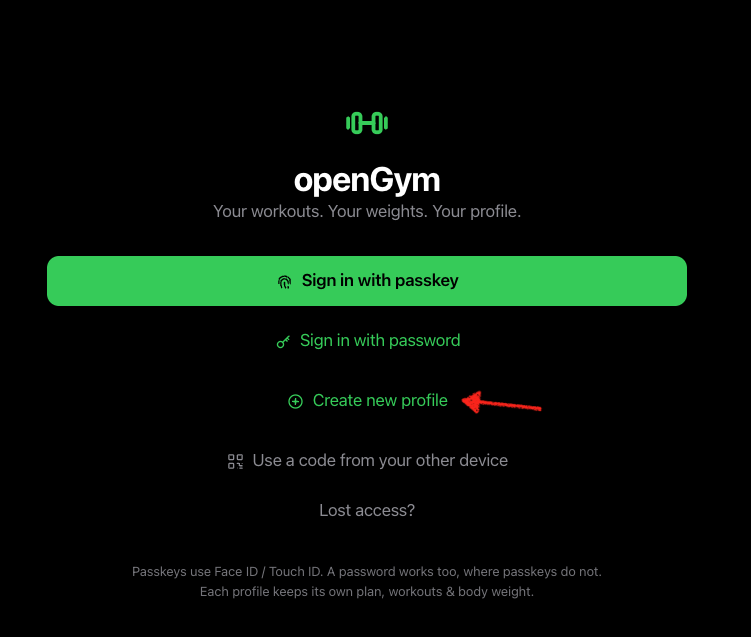 openGym
Your workouts. Your weights. Your profile.
Sign in with passkey
Sign in with password
Create new profile
Use a code from your other device
Lost access?
Passkeys use Face ID / Touch ID. A password works too, where passkeys do not.
Each profile keeps its own plan, workouts & body weight.